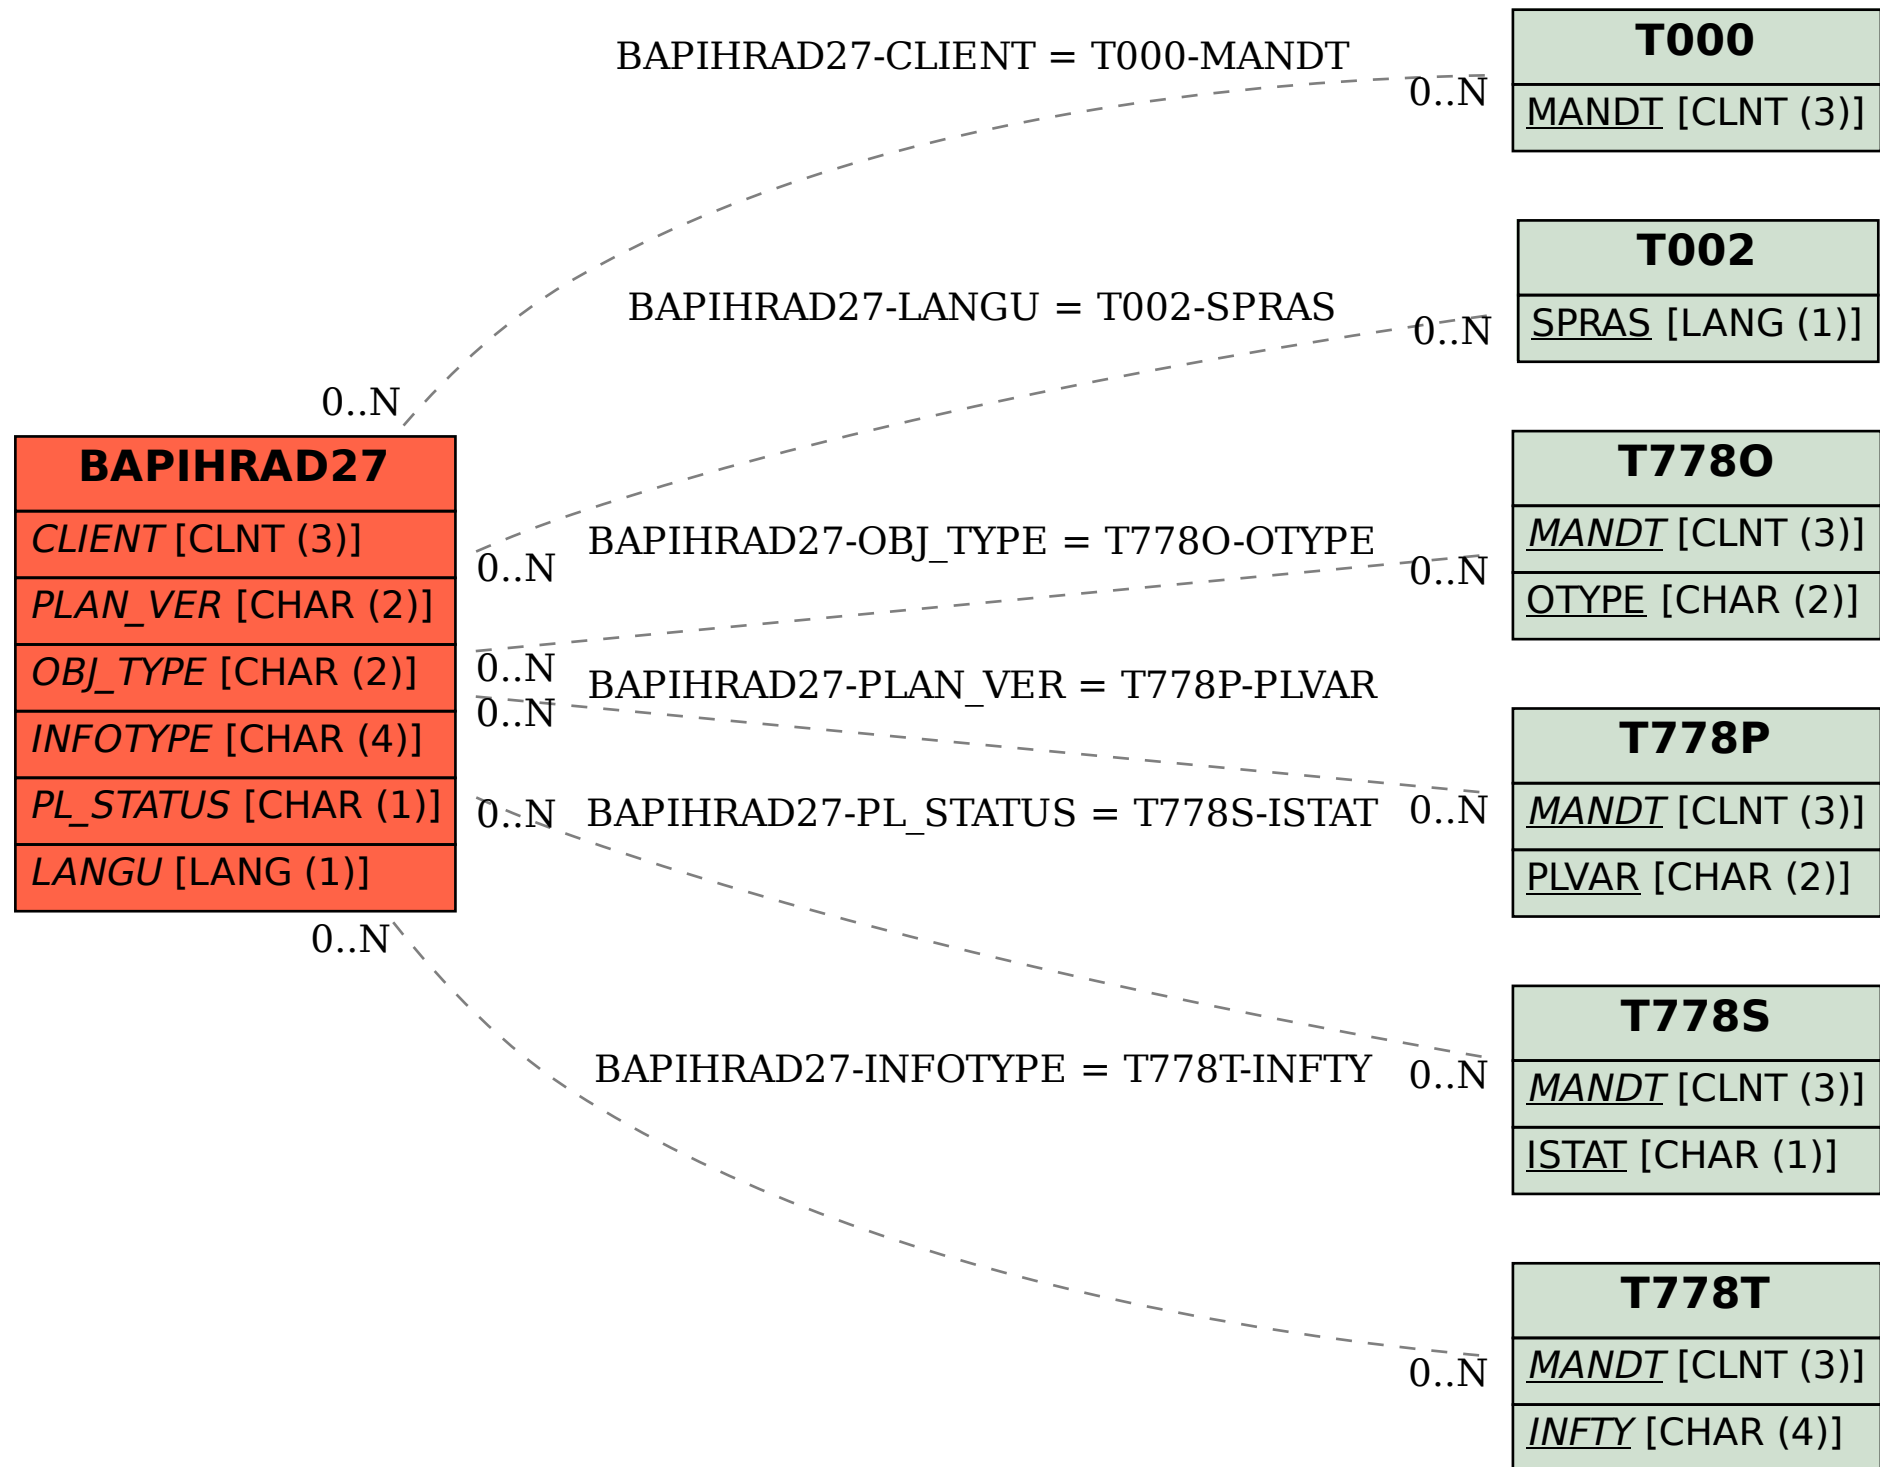 BAPIHRAD27-CLIENT = T000-MANDT
0..N
0..N
T000
MANDT [CLNT (3)]
BAPIHRAD27-LANGU = T002-SPRAS
0..N
0..N
T002
SPRAS [LANG (1)]
BAPIHRAD27
CLIENT [CLNT (3)]
PLAN_VER [CHAR (2)]
OBJ_TYPE [CHAR (2)]
INFOTYPE [CHAR (4)]
PL_STATUS [CHAR (1)]
LANGU [LANG (1)]
BAPIHRAD27-OBJ_TYPE = T778O-OTYPE
0..N
0..N
T778O
MANDT [CLNT (3)]
OTYPE [CHAR (2)]
BAPIHRAD27-PLAN_VER = T778P-PLVAR
0..N
0..N
T778P
MANDT [CLNT (3)]
PLVAR [CHAR (2)]
BAPIHRAD27-PL_STATUS = T778S-ISTAT
0..N
0..N
T778S
MANDT [CLNT (3)]
ISTAT [CHAR (1)]
BAPIHRAD27-INFOTYPE = T778T-INFTY
0..N
0..N
T778T
MANDT [CLNT (3)]
INFTY [CHAR (4)]